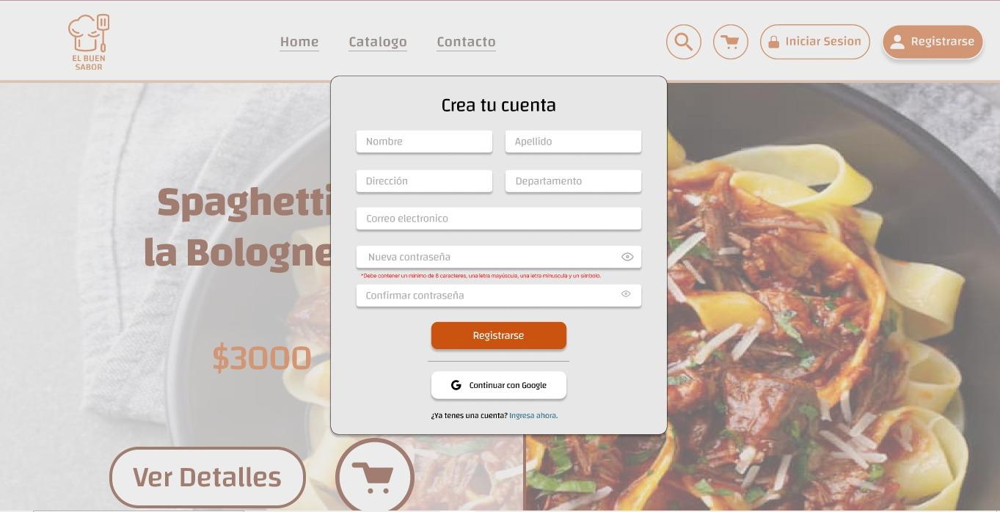 EL BUEN
SABOR
Home Catalogo Contacto
Iniciar Sesion
Registrarse
Crea tu cuenta
Nombre
Apellido
Dirección
Departamento
Correo electronico
Nueva contraseña
*Debe contener un mínimo de 8 caracteres, una letra mayúscula, una letra minuscula y un símbolo.
Confirmar contraseña
Registrarse
Continuar con Google
¿Ya tenes una cuenta? Ingresa ahora.
Spaghetti
la Bologne
$3000
Ver Detalles